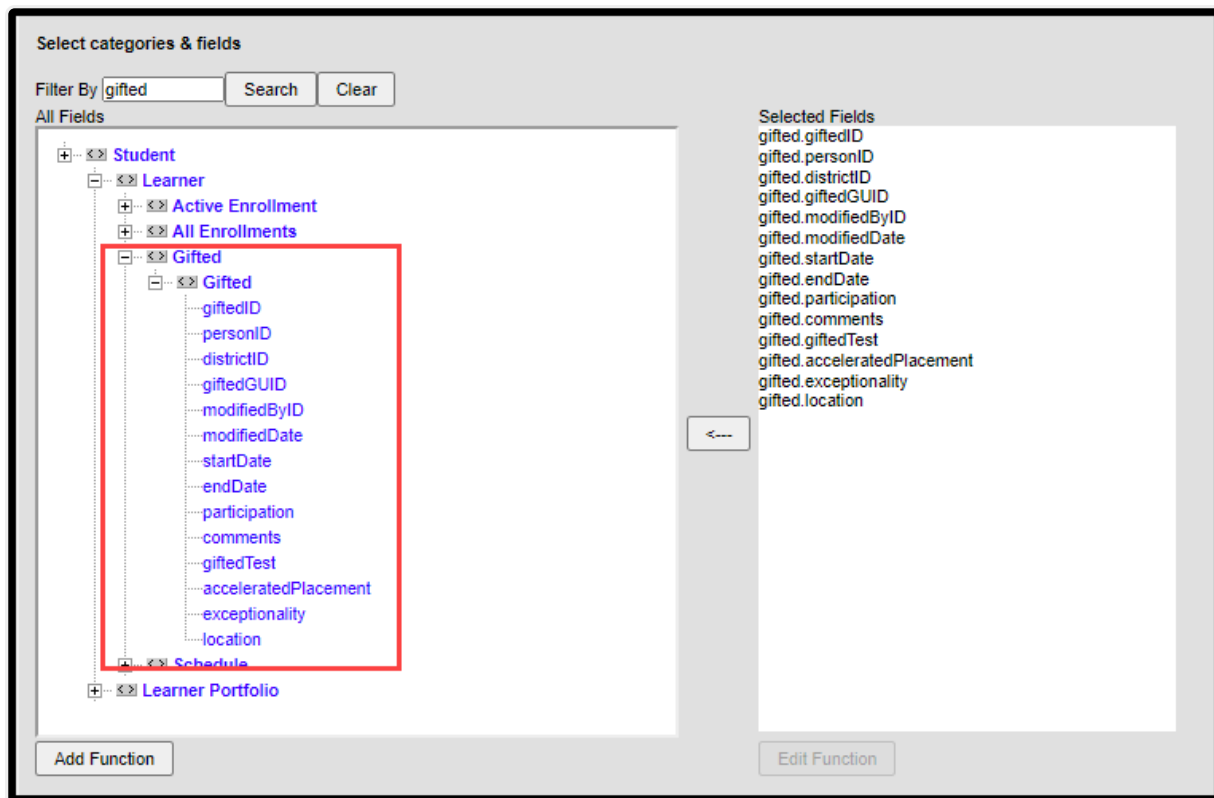 Select categories & fields
Filter By gifted Search Clear
All Fields
Student
Learner
Active Enrollment
All Enrollments
Gifted
Gifted
giftedID
personID
districtID
giftedGUID
modifiedByID
modifiedDate
startDate
endDate
participation
comments
giftedTest
acceleratedPlacement
exceptionality
location
Schedule
Learner Portfolio
Add Function
<---
Selected Fields
gifted.giftedID
gifted.personID
gifted.districtID
gifted.giftedGUID
gifted.modifiedByID
gifted.modifiedDate
gifted.startDate
gifted.endDate
gifted.participation
gifted.comments
gifted.giftedTest
gifted.acceleratedPlacement
gifted.exceptionality
gifted.location
Edit Function